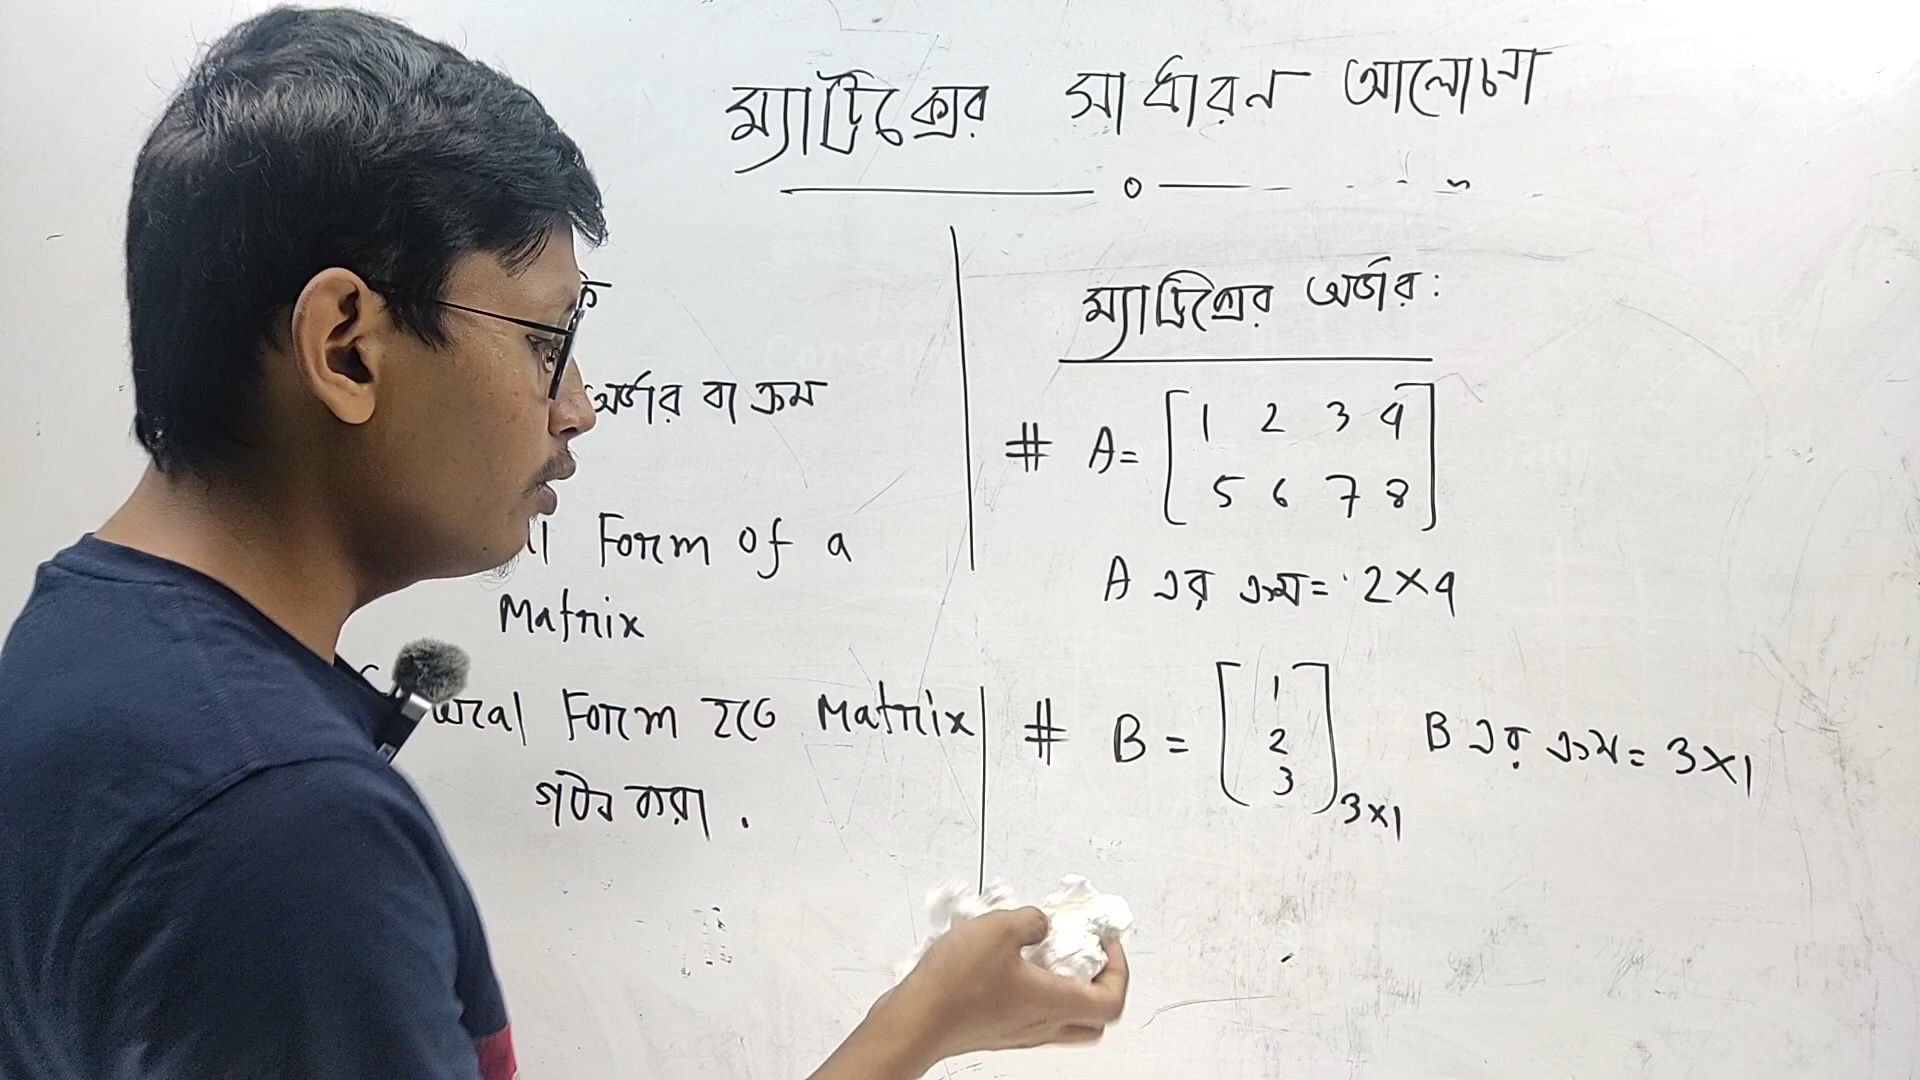 ম্যাট্রিক্সের সাধারন আলোচনা
অর্ডার বা ক্রম
Form of a
Matrix
Form হতে Matrix
গঠন করা.
ম্যাট্রিক্সের অর্ডার:
# A= [1 2 3 4
5 6 7 8]
A এর ক্রম= 2×4
# B = [1
2
3] 3×1
B এর ক্রম= 3×1